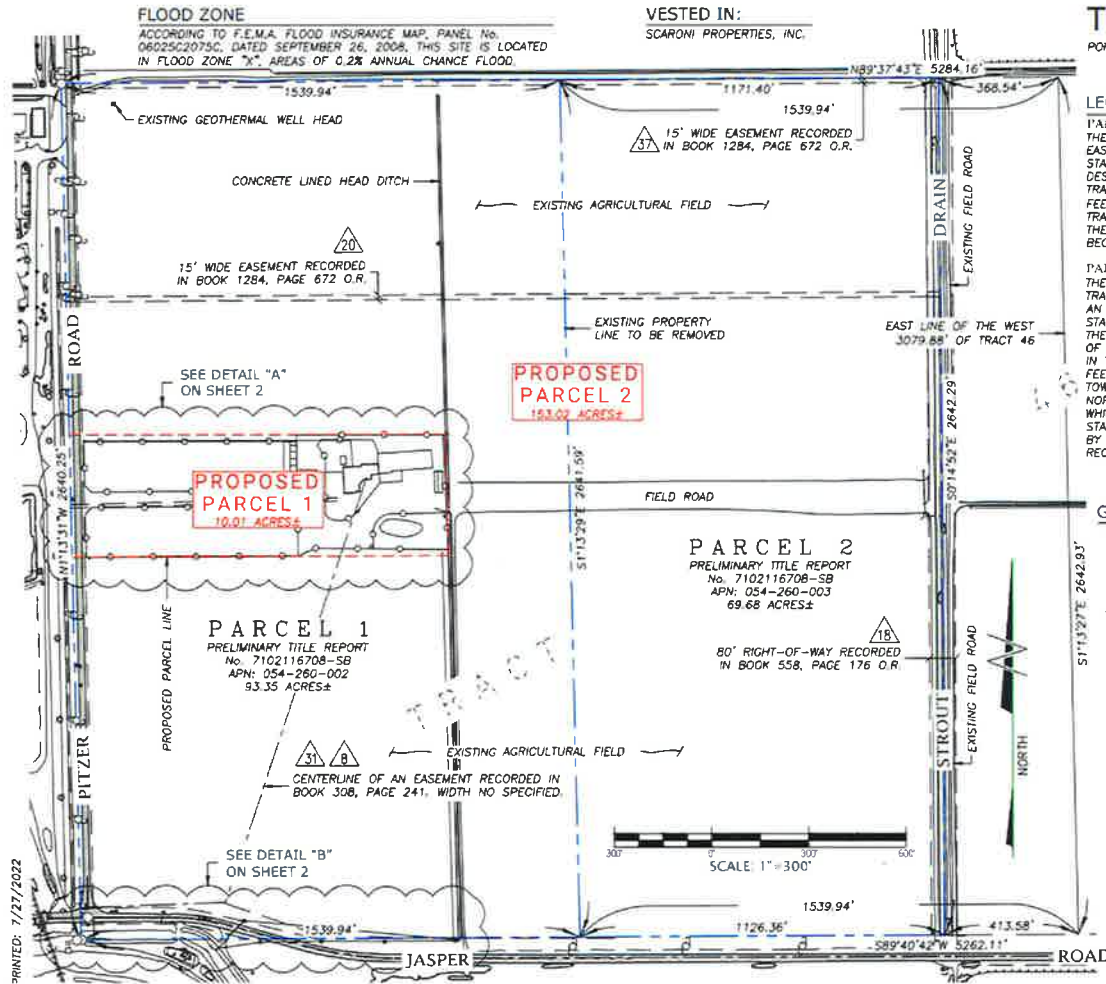 FLOOD ZONE
ACCORDING TO F.E.M.A. FLOOD INSURANCE MAP, PANEL No.
06025C2075C, DATED SEPTEMBER 26, 2008, THIS SITE IS LOCATED
IN FLOOD ZONE "X", AREAS OF 0.2% ANNUAL CHANCE FLOOD.
VESTED IN:
SCARONI PROPERTIES, INC.
N89°37'43"E 5284.16'
1539.94'
1171.40'
368.54'
1539.94'
EXISTING GEOTHERMAL WELL HEAD
37
15' WIDE EASEMENT RECORDED
IN BOOK 1284, PAGE 672 O.R.
CONCRETE LINED HEAD DITCH
EXISTING AGRICULTURAL FIELD
DRAIN
EXISTING FIELD ROAD
20
15' WIDE EASEMENT RECORDED
IN BOOK 1284, PAGE 672 O.R.
ROAD
EXISTING PROPERTY
LINE TO BE REMOVED
EAST LINE OF THE WEST
3079.88' OF TRACT 46
SEE DETAIL "A"
ON SHEET 2
PROPOSED
PARCEL 2
153.02 ACRES±
N1°13'31"W 2640.25'
PROPOSED
PARCEL 1
10.01 ACRES±
S1°13'29"E 2641.59'
S0°14'52"E 2642.29'
FIELD ROAD
S1°13'27"E 2642.93'
PARCEL 2
PRELIMINARY TITLE REPORT
No. 7102116708-SB
APN: 054-260-003
69.68 ACRES±
PROPOSED PARCEL LINE
PARCEL 1
PRELIMINARY TITLE REPORT
No. 7102116708-SB
APN: 054-260-002
93.35 ACRES±
TRACT
18
80' RIGHT-OF-WAY RECORDED
IN BOOK 558, PAGE 176 O.R.
EXISTING FIELD ROAD
NORTH
STROUT
PITZER
EXISTING AGRICULTURAL FIELD
31 8
CENTERLINE OF AN EASEMENT RECORDED IN
BOOK 308, PAGE 241, WIDTH NO SPECIFIED.
SEE DETAIL "B"
ON SHEET 2
300' 0' 600'
SCALE: 1"=300'
PRINTED: 7/27/2022
1539.94'
1539.94'
1126.36'
413.58'
S89°40'42"W 5262.11'
JASPER
ROAD